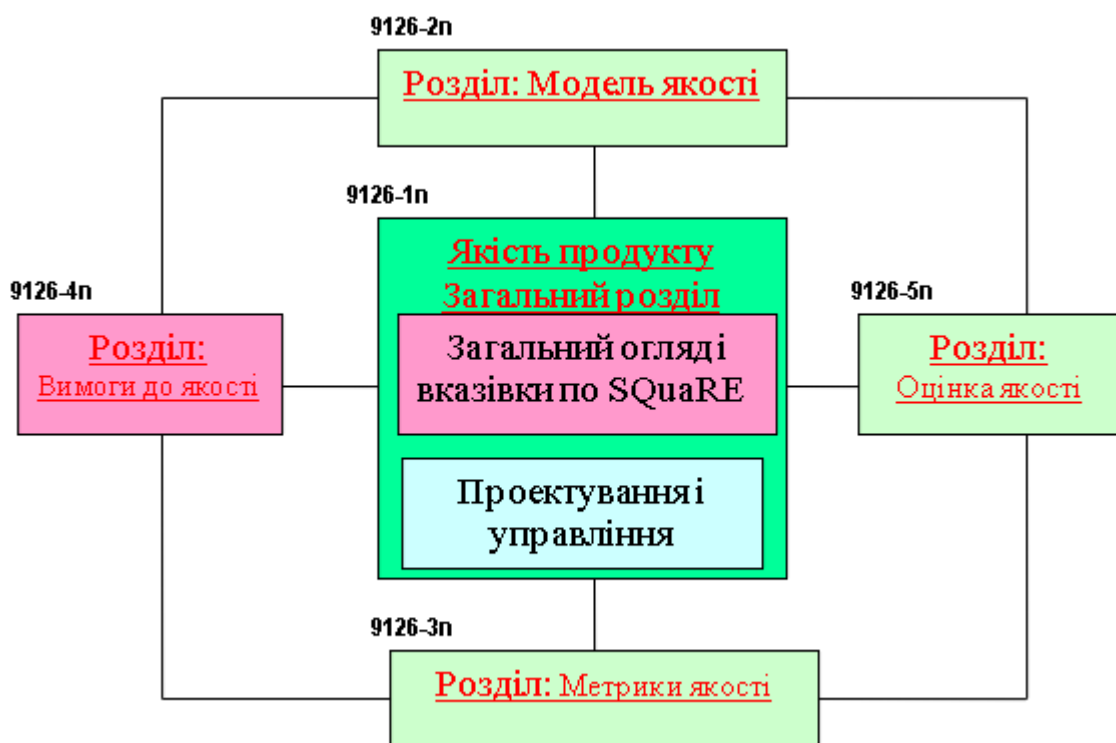 9126-2n
Розділ: Модель якості
9126-1n
Якість продукту
Загальний розділ
9126-4n
Розділ:
Вимоги до якості
Загальний огляд і
вказівки по SQuaRE
9126-5n
Розділ:
Оцінка якості
Проектування і
управління
9126-3n
Розділ: Метрики якості